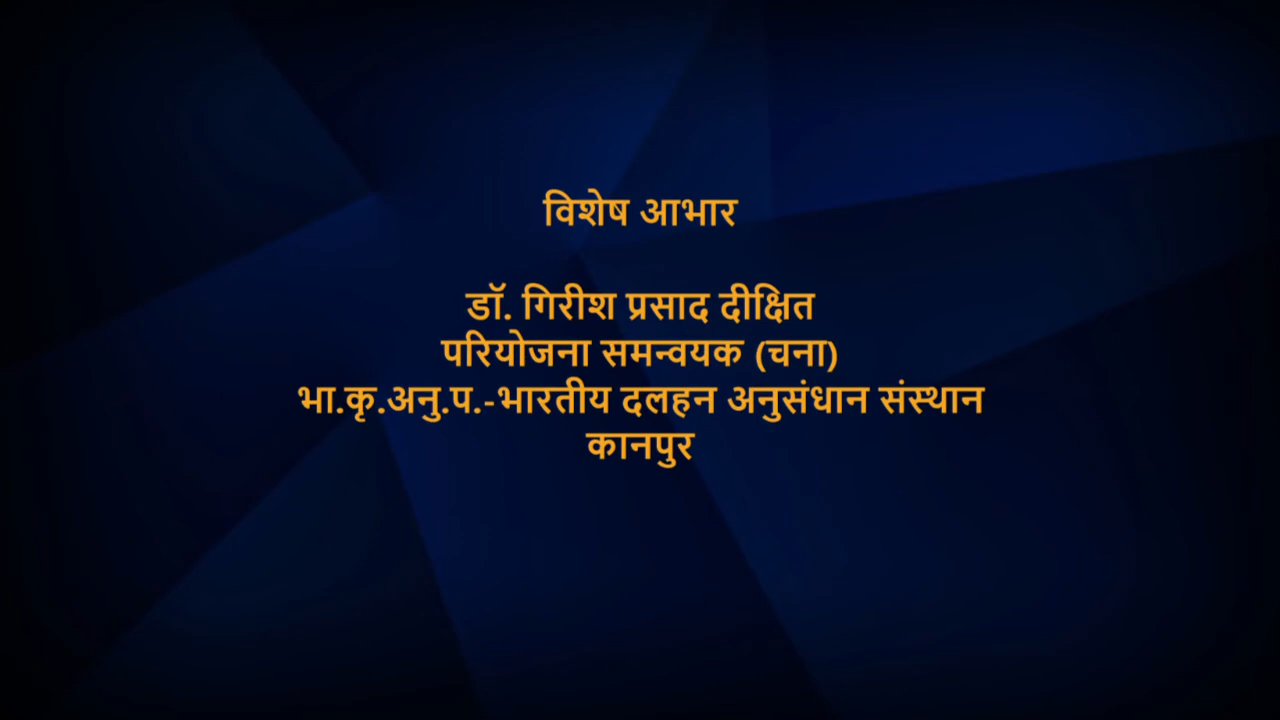 विशेष आभार
डॉ. गिरीश प्रसाद दीक्षित
परियोजना समन्वयक (चना)
भा.कृ.अनु.प.-भारतीय दलहन अनुसंधान संस्थान
कानपुर